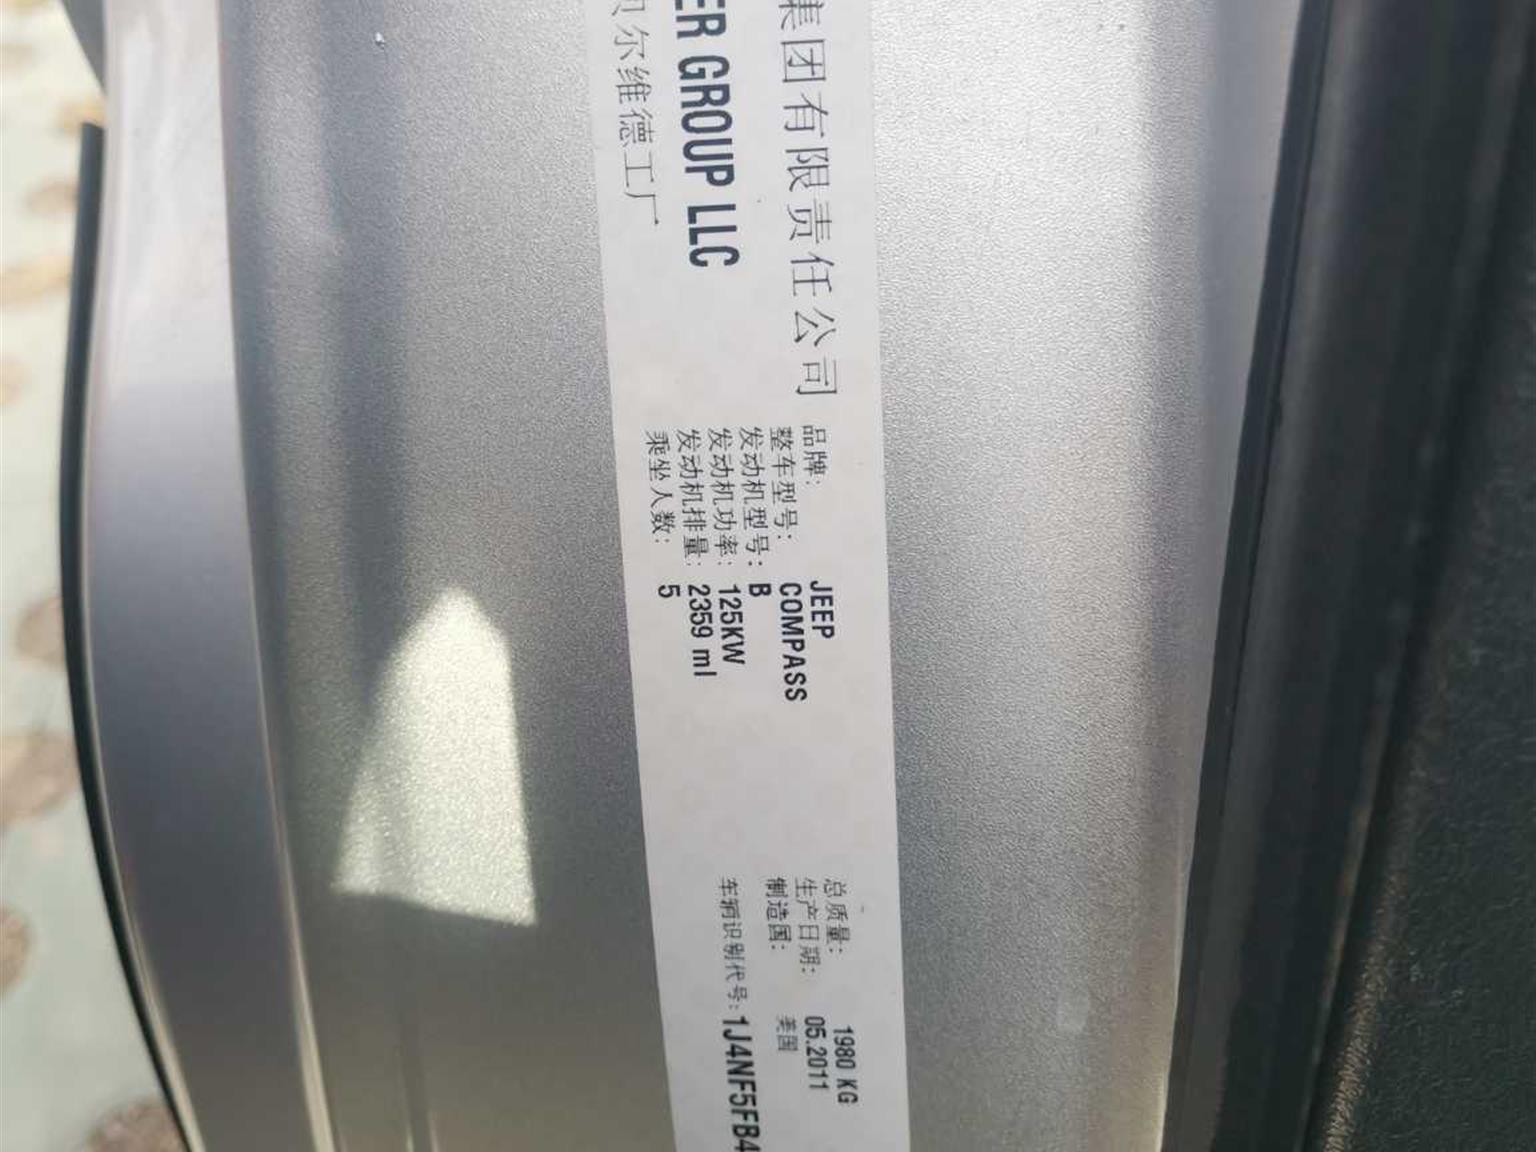 集团有限责任公司
ER GROUP LLC
贝尔维德工厂
品牌: JEEP
整车型号: COMPASS
发动机型号: B
发动机功率: 125KW
发动机排量: 2359 ml
乘坐人数: 5
总质量: 1980 KG
生产日期: 05.2011
制造国: 美国
车辆识别代号: 1J4NF5FB4